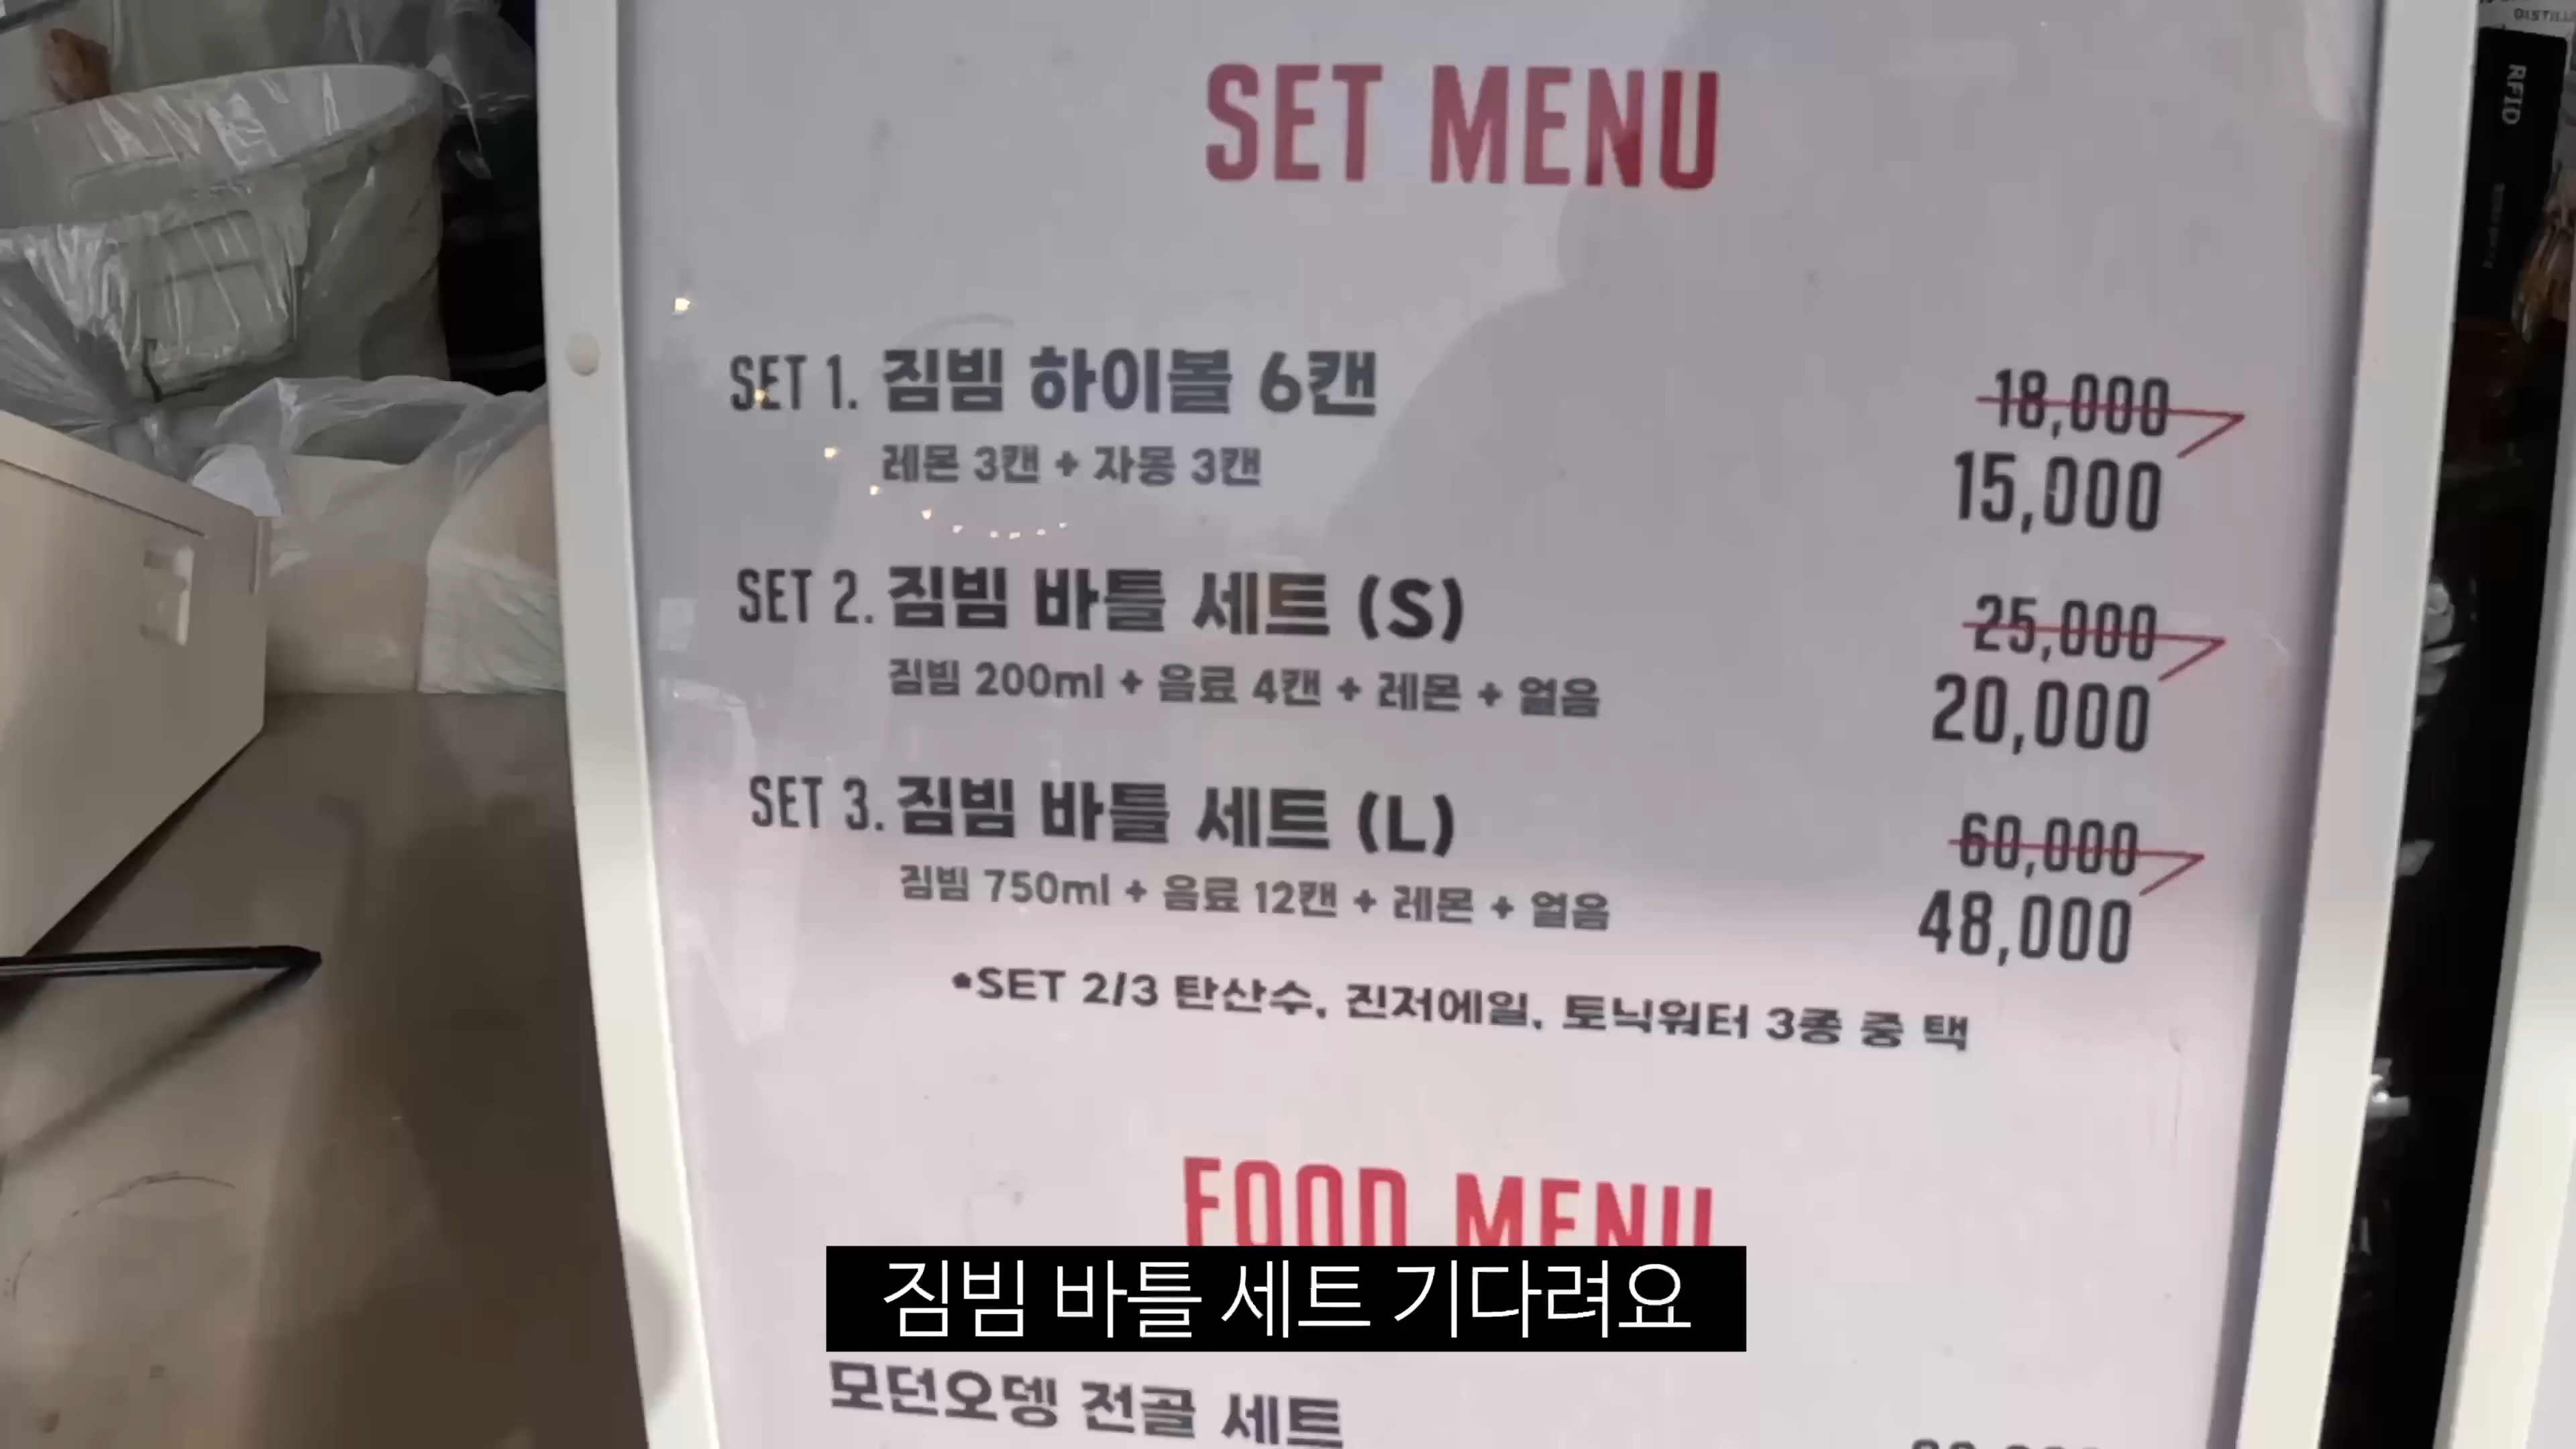 DISTILL
RFID
SET MENU
SET 1. 짐빔 하이볼 6캔
18,000
레몬 3캔 + 자몽 3캔
15,000
SET 2. 짐빔 바틀 세트 (S)
25,000
짐빔 200ml + 음료 4캔 + 레몬 + 얼음
20,000
SET 3. 짐빔 바틀 세트 (L)
60,000
짐빔 750ml + 음료 12캔 + 레몬 + 얼음
48,000
•SET 2/3 탄산수, 진저에일, 토닉워터 3종 중 택
FOOD MENU
짐빔 바틀 세트 기다려요
모던오뎅 전골 세트